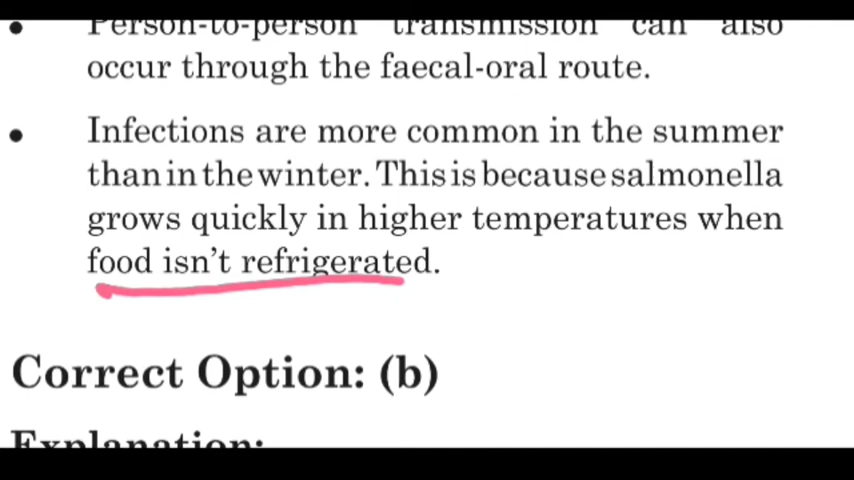 • Person-to-person transmission can also
occur through the faecal-oral route.
• Infections are more common in the summer
than in the winter. This is because salmonella
grows quickly in higher temperatures when
food isn't refrigerated.
Correct Option: (b)
Explanation: